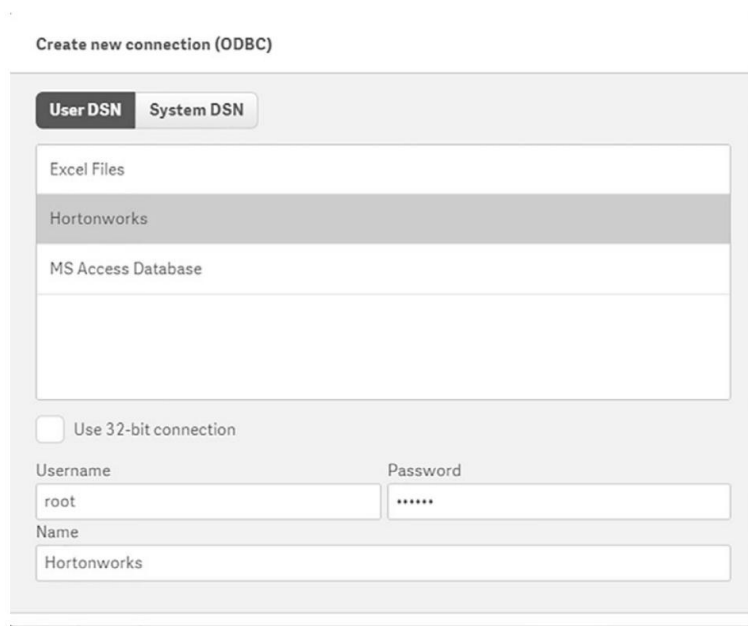 Create new connection (ODBC)
User DSN System DSN
Excel Files
Hortonworks
MS Access Database
Use 32-bit connection
Username Password
root ••••••
Name
Hortonworks